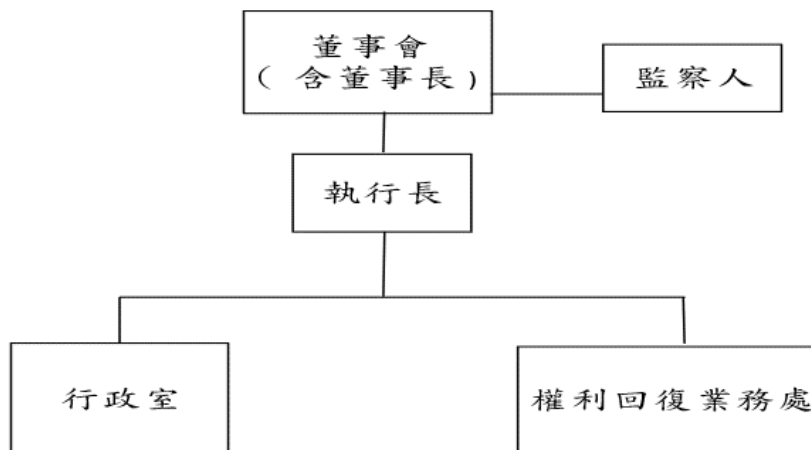 董事會
（含董事長）
監察人
執行長
行政室
權利回復業務處